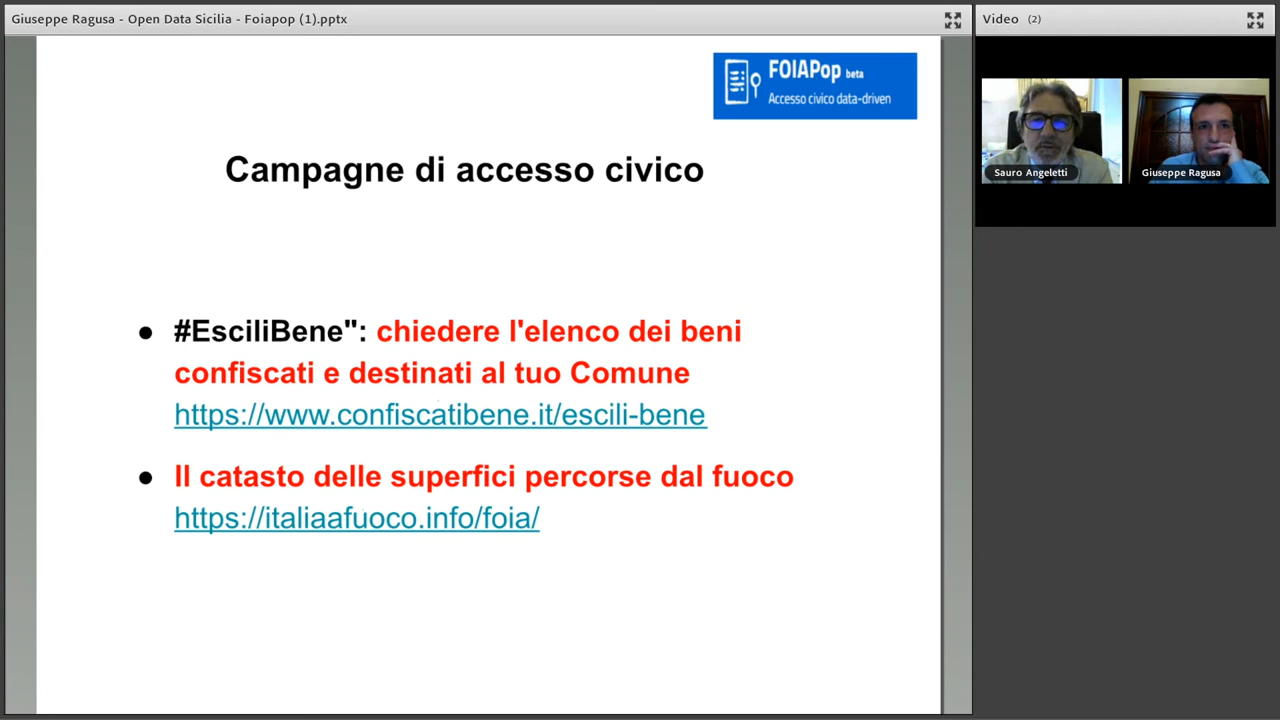 Giuseppe Ragusa - Open Data Sicilia - Foiapop (1).pptx
Video (2)
FOIAPop beta
Accesso civico data-driven
Sauro Angeletti
Giuseppe Ragusa
Campagne di accesso civico
● #EsciliBene": chiedere l'elenco dei beni
confiscati e destinati al tuo Comune
https://www.confiscatibene.it/escili-bene
● Il catasto delle superfici percorse dal fuoco
https://italiaafuoco.info/foia/